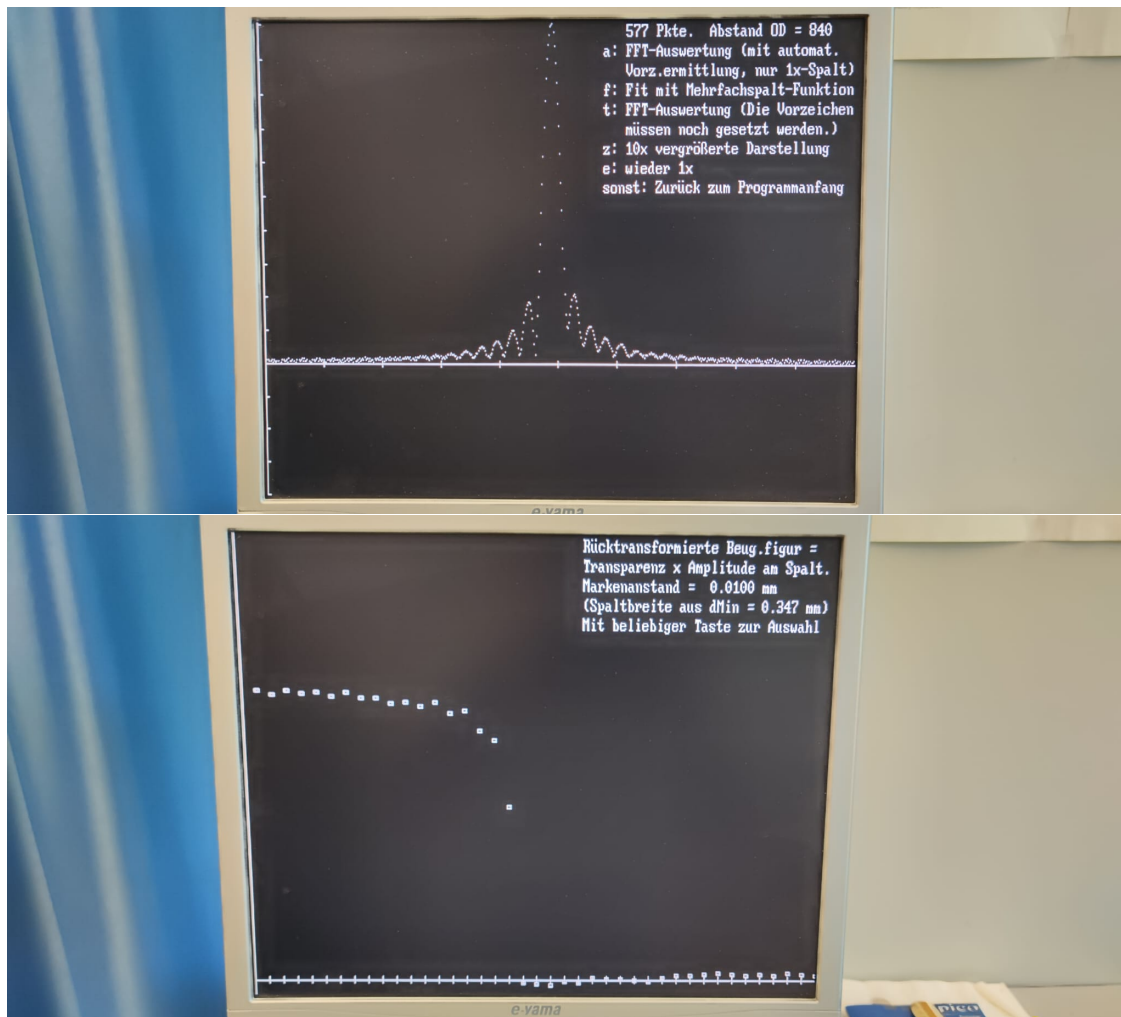 577 Pkte.  Abstand OD = 840
a: FFT-Auswertung (mit automat.
Vorz.ermittlung, nur 1x-Spalt)
f: Fit mit Mehrfachspalt-Funktion
t: FFT-Auswertung (Die Vorzeichen
müssen noch gesetzt werden.)
z: 10x vergrößerte Darstellung
e: wieder 1x
sonst: Zurück zum Programmanfang
e-yama
Rücktransformierte Beug.figur =
Transparenz x Amplitude am Spalt.
Markenanstand =  0.0100 mm
(Spaltbreite aus dMin = 0.347 mm)
Mit beliebiger Taste zur Auswahl
e-yama
pico